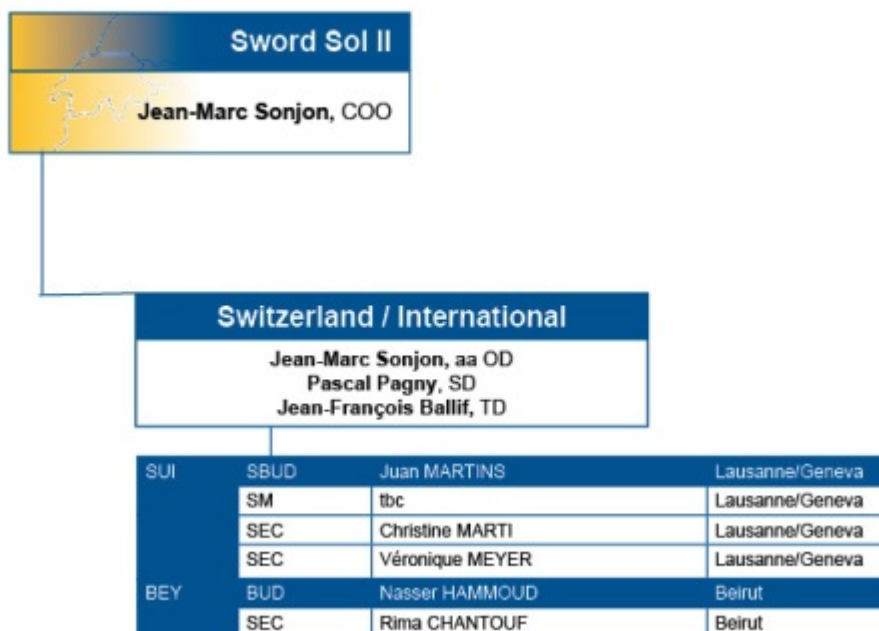 Sword Sol II
Jean-Marc Sonjon, COO
Switzerland / International
Jean-Marc Sonjon, aa OD
Pascal Pagny, SD
Jean-François Ballif, TD
SUI SBUD Juan MARTINS Lausanne/Geneva
SM tbc Lausanne/Geneva
SEC Christine MARTI Lausanne/Geneva
SEC Véronique MEYER Lausanne/Geneva
BEY BUD Nasser HAMMOUD Beirut
SEC Rima CHANTOUF Beirut